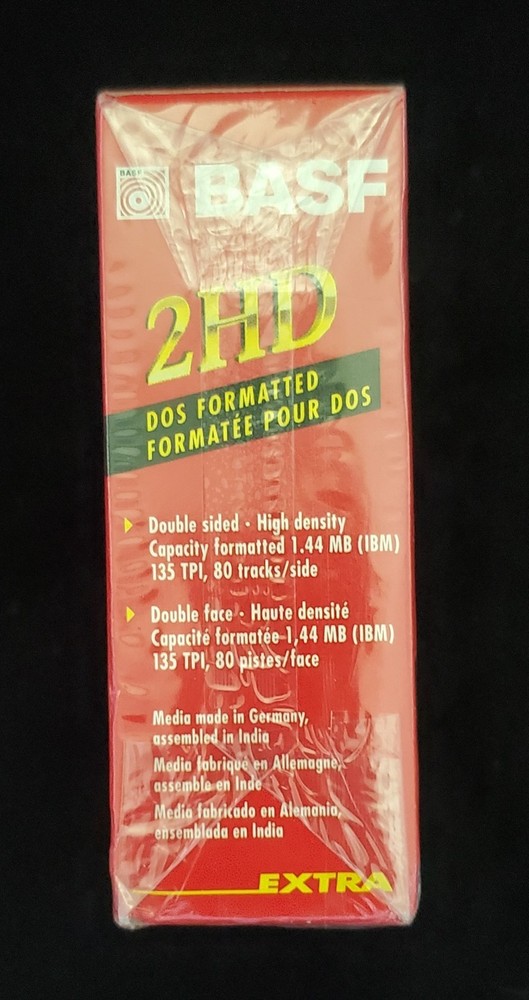 BASF
BASF
2HD
DOS FORMATTED
FORMATÉE POUR DOS
Double sided - High density
Capacity formatted 1.44 MB (IBM)
135 TPI, 80 tracks/side
Double face - Haute densité
Capacité formatée 1,44 MB (IBM)
135 TPI, 80 pistes/face
Media made in Germany,
assembled in India
Media fabriqué en Allemagne,
assemble en Inde
Media fabricado en Alemania,
ensemblada en India
EXTRA